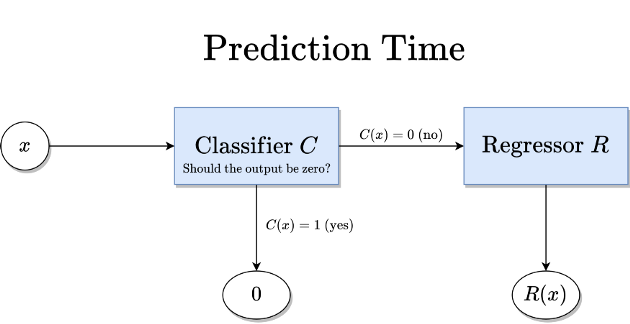 Prediction Time
x
Classifier C
Should the output be zero?
C(x) = 0 (no)
Regressor R
C(x) = 1 (yes)
0
R(x)